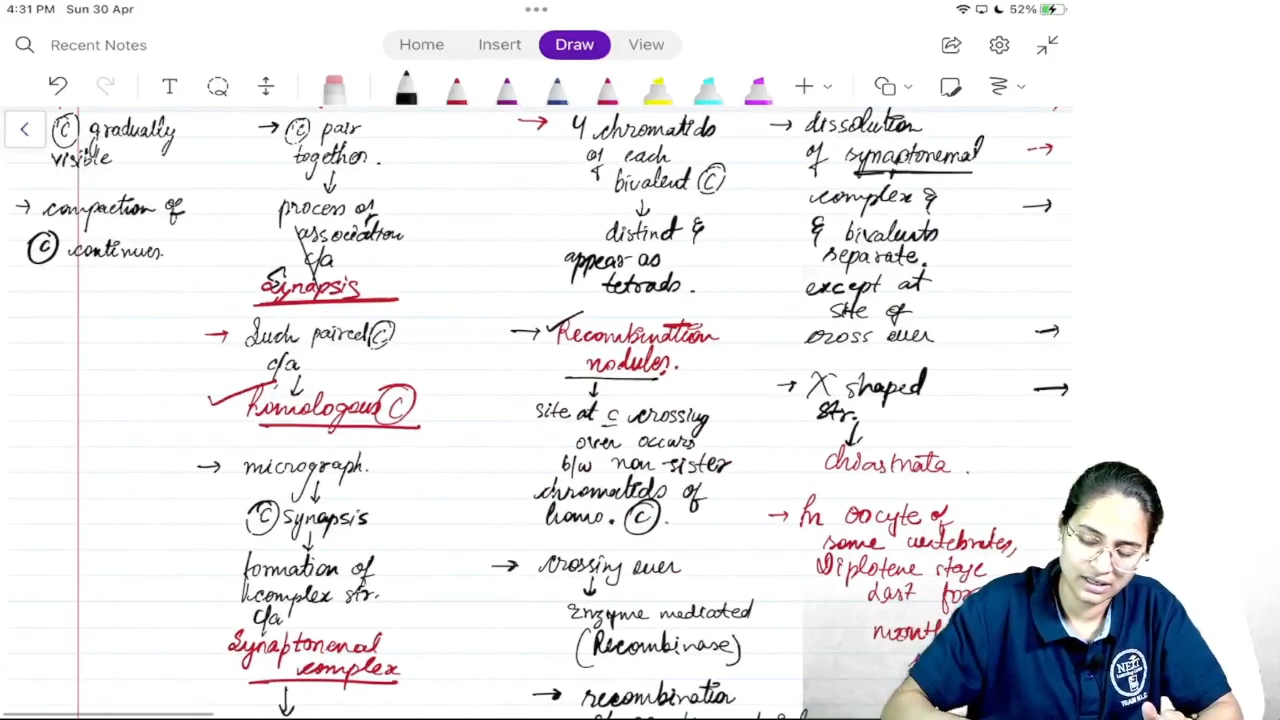 4:31 PM Sun 30 Apr
52%
Recent Notes
Home Insert Draw View
C gradually
visible
→ compaction of
C continues.
→ C pair
together.
↓
process of
association
c/a
Synapsis
→ Such paired C
c/a
↓
homologous C
→ micrograph.
↓
C synapsis
↓
formation of
complex str.
c/a
Synaptonemal
complex
↓
→ 4 chromatids
of each
bivalent C
↓
distinct &
appear as
tetrads.
→ Recombination
nodules.
↓
site at c crossing
over occurs
b/w non-sister
chromatids of
homo. C.
→ crossing over
↓
Enzyme mediated
(Recombinase)
→ recombination
→ dissolution
of synaptonemal
complex &
& bivalents
separate.
except at
site of
cross over
→ X shaped
str.
↓
chiasmata.
→ In oocyte of
some vertebrates,
Diplotene stage
Last for
month
NEXT
TEAM NLC